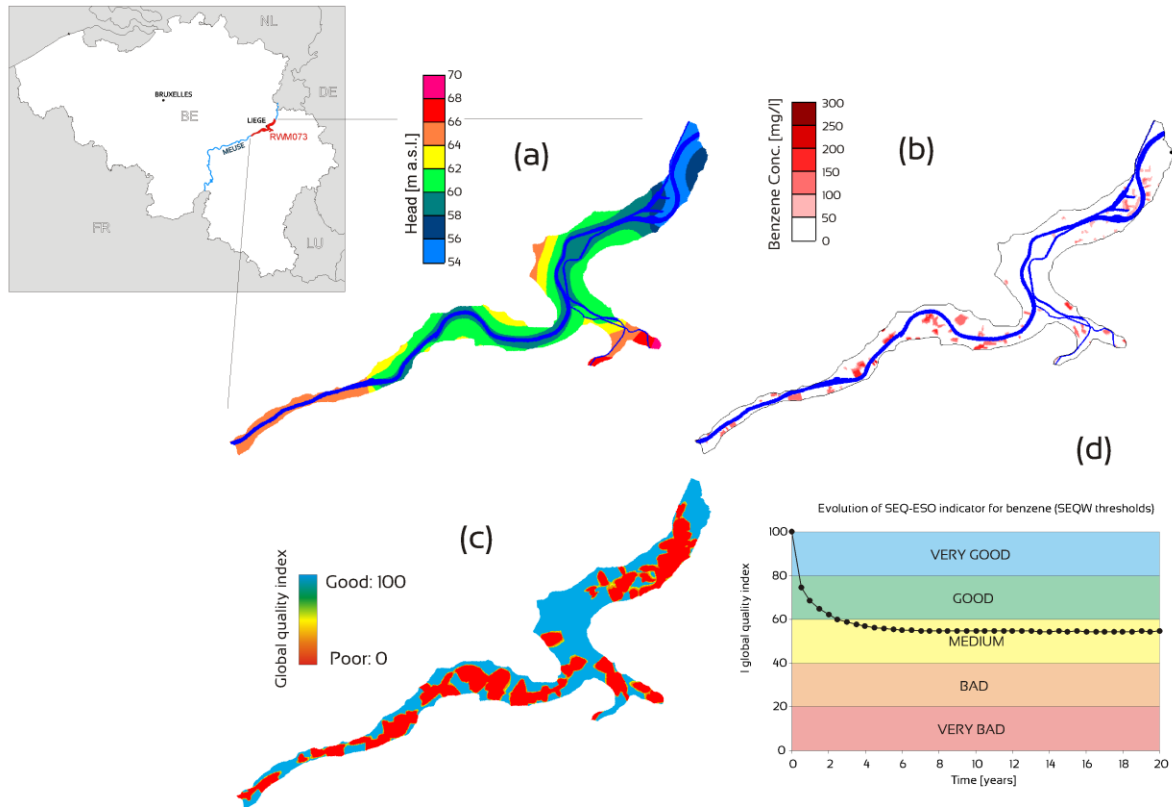 NL
BRUXELLES
DE
BE
LIEGE
RWM073
MEUSE
FR
LU
(a)
Head [m a.s.l.]
70
68
66
64
62
60
58
56
54
(b)
Benzene Conc. [mg/l]
300
250
200
150
100
50
0
(c)
Global quality index
Good: 100
Poor: 0
(d)
Evolution of SEQ-ESO indicator for benzene (SEQW thresholds)
I global quality index
100
80
60
40
20
0
VERY GOOD
GOOD
MEDIUM
BAD
VERY BAD
0 2 4 6 8 10 12 14 16 18 20
Time [years]